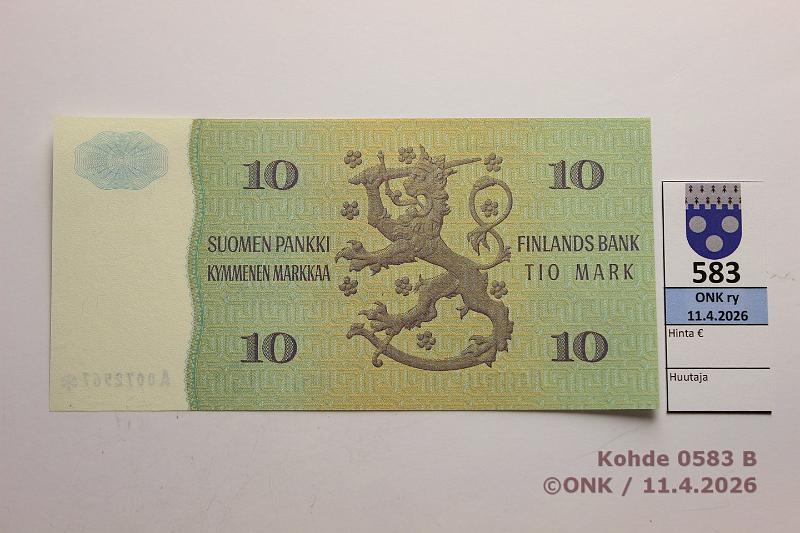 10 10
SUOMEN PANKKI FINLANDS BANK
KYMMENEN MARKKAA TIO MARK
10 10
A0072567*
583
ONK ry
11.4.2026
Hinta €
Huutaja
Kohde 0583 B
©ONK / 11.4.2026